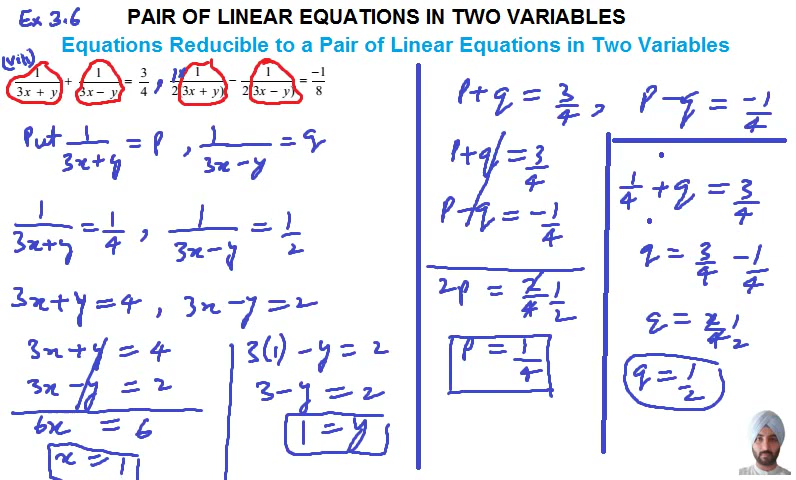 Ex 3.6
PAIR OF LINEAR EQUATIONS IN TWO VARIABLES
Equations Reducible to a Pair of Linear Equations in Two Variables
(viii)
1/(3x + y) + 1/(3x – y) = 3/4, 1/2(3x + y) – 1/2(3x – y) = –1/8
Put 1/(3x+y) = p, 1/(3x-y) = q
1/(3x+y) = 1/4, 1/(3x-y) = 1/2
3x+y = 4, 3x-y = 2
3x+y = 4
3x-y = 2
6x = 6
x = 1
3(1) - y = 2
3-y = 2
1 = y
p+q = 3/4, p-q = -1/4
p+q = 3/4
p-q = -1/4
2p = 2/4 1/2
p = 1/4
1/4 + q = 3/4
q = 3/4 - 1/4
q = 2/4 1/2
q = 1/2